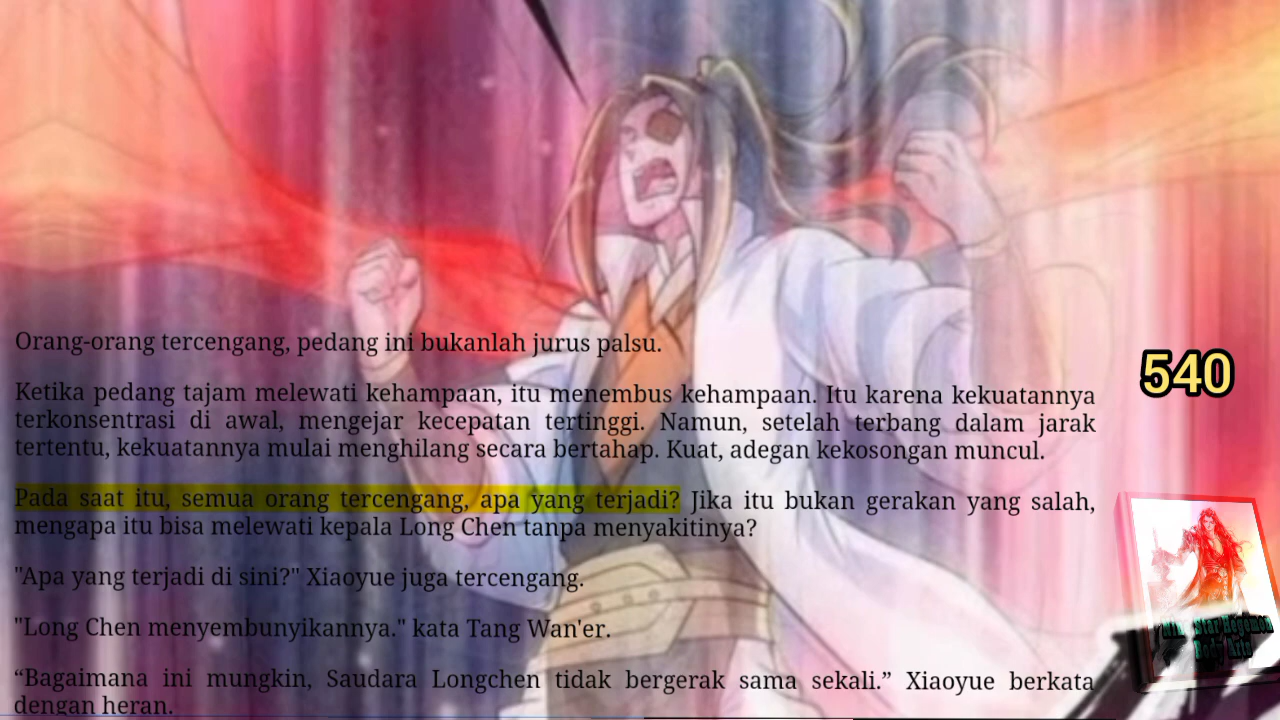 Orang-orang tercengang, pedang ini bukanlah jurus palsu.
Ketika pedang tajam melewati kehampaan, itu menembus kehampaan. Itu karena kekuatannya
terkonsentrasi di awal, mengejar kecepatan tertinggi. Namun, setelah terbang dalam jarak
tertentu, kekuatannya mulai menghilang secara bertahap. Kuat, adegan kekosongan muncul.
Pada saat itu, semua orang tercengang, apa yang terjadi? Jika itu bukan gerakan yang salah,
mengapa itu bisa melewati kepala Long Chen tanpa menyakitinya?
"Apa yang terjadi di sini?" Xiaoyue juga tercengang.
"Long Chen menyembunyikannya." kata Tang Wan'er.
“Bagaimana ini mungkin, Saudara Longchen tidak bergerak sama sekali.” Xiaoyue berkata
dengan heran.
540
Star Hegemon
Body Arts